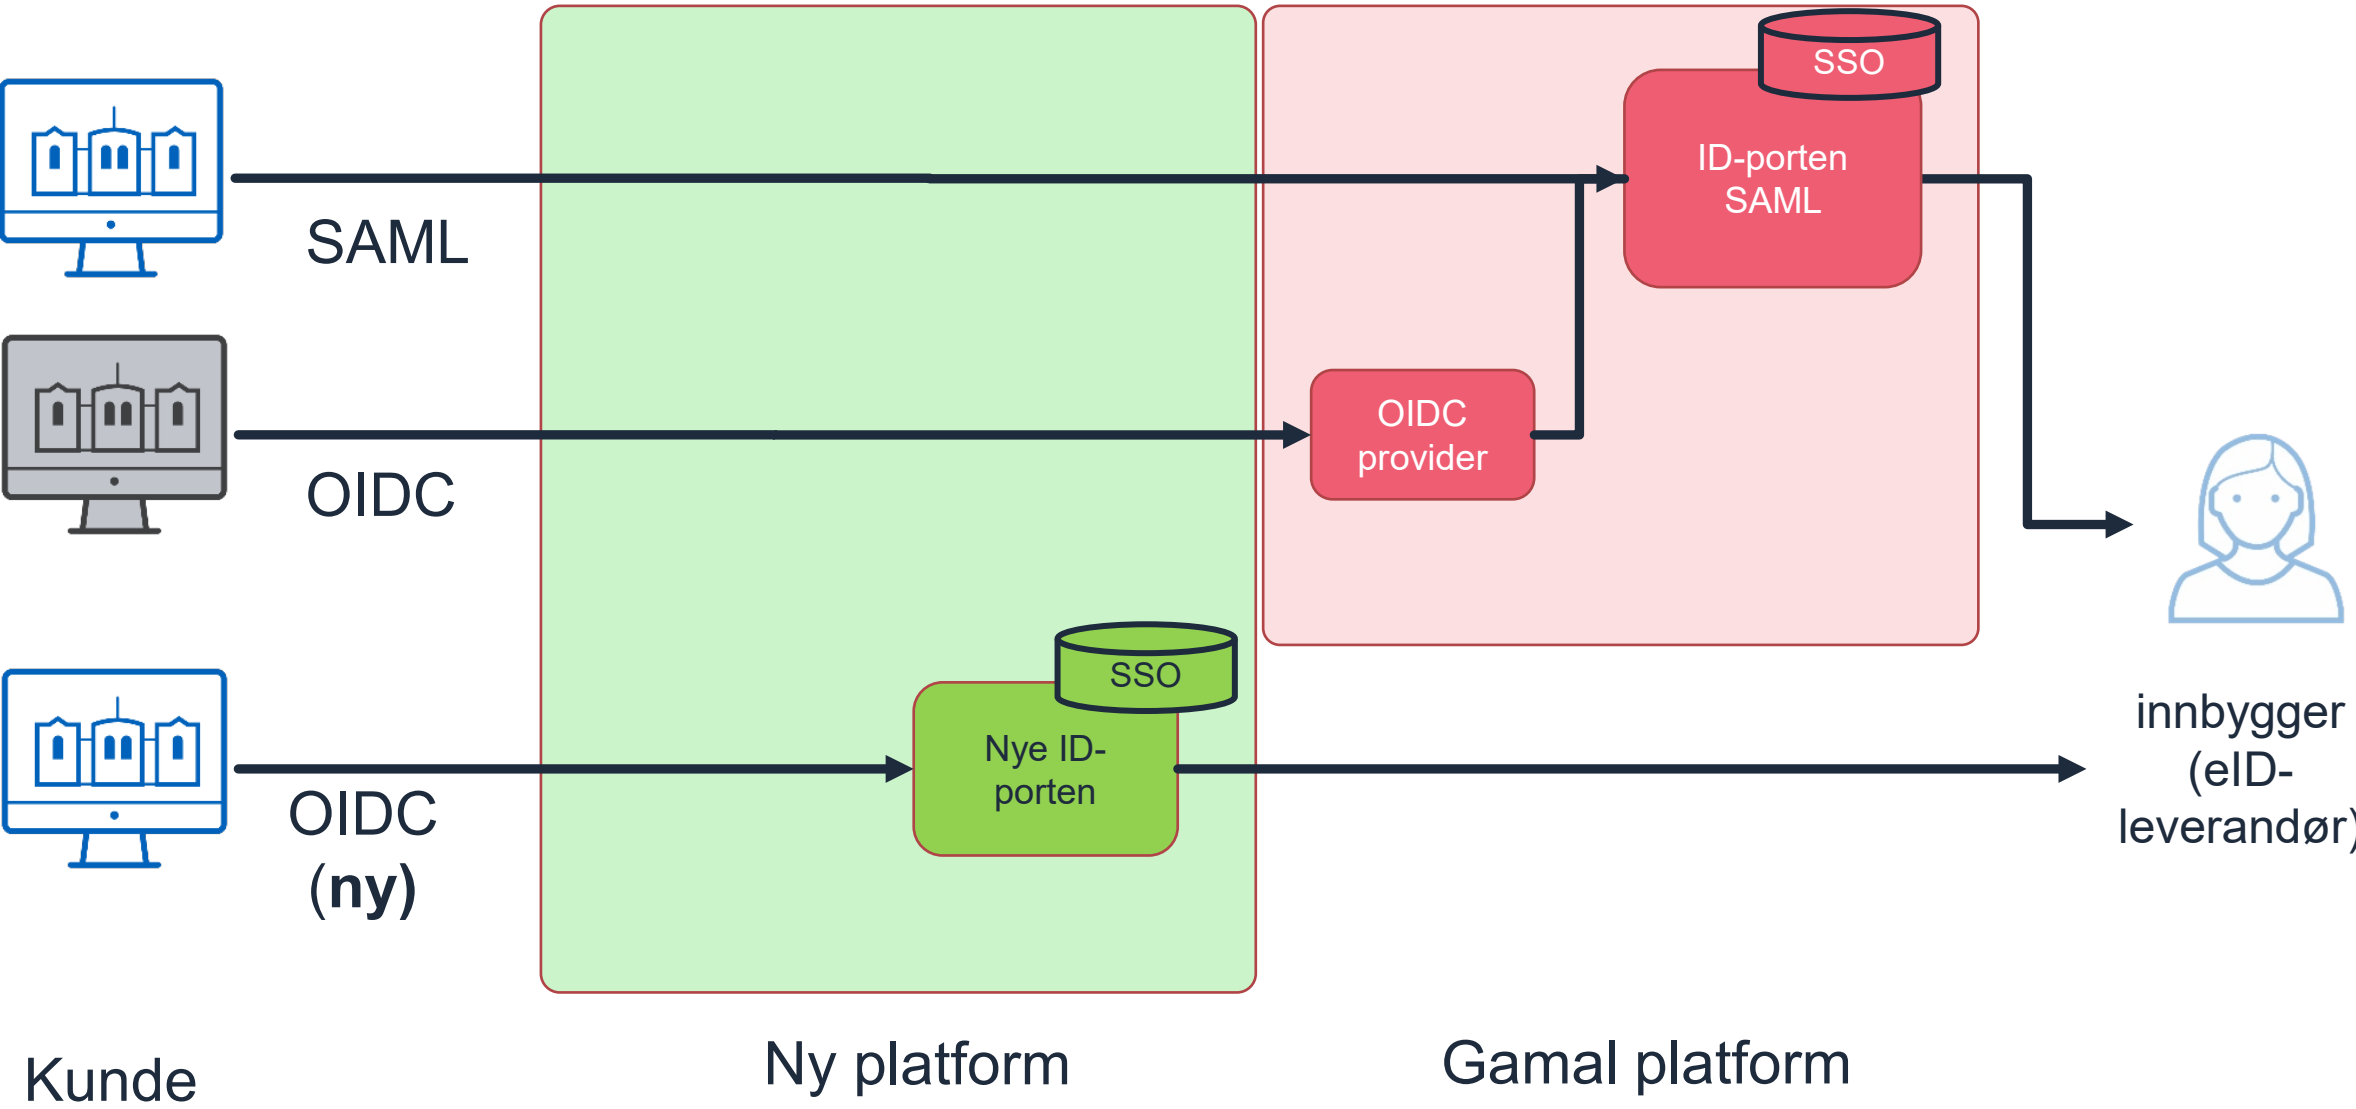 SSO
ID-porten
SAML
SAML
OIDC
provider
OIDC
SSO
Nye ID-
porten
OIDC
(ny)
innbygger
(eID-
leverandør)
Kunde
Ny platform
Gamal platform